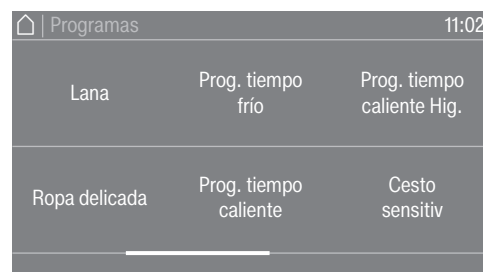 | Programas 11:02
Lana
Prog. tiempo
frío
Prog. tiempo
caliente Hig.
Ropa delicada
Prog. tiempo
caliente
Cesto
sensitiv